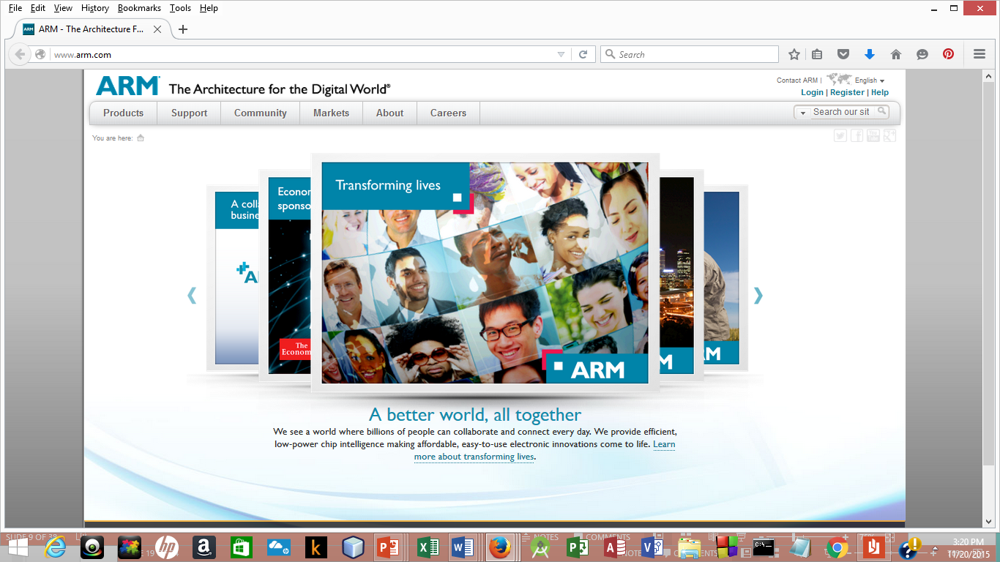 File Edit View History Bookmarks Tools Help
ARM - The Architecture F...
www.arm.com
Search
ARM The Architecture for the Digital World®
Contact ARM | English
Login | Register | Help
Products Support Community Markets About Careers
Search our sit
You are here:
A coll
busine
Econor
sponso
Transforming lives
The
Econom
ARM
A better world, all together
We see a world where billions of people can collaborate and connect every day. We provide efficient,
low-power chip intelligence making affordable, easy-to-use electronic innovations come to life. Learn
more about transforming lives.
SLIDE 9 OF 38
NOTES COMMENTS
3:20 PM
11/20/2015